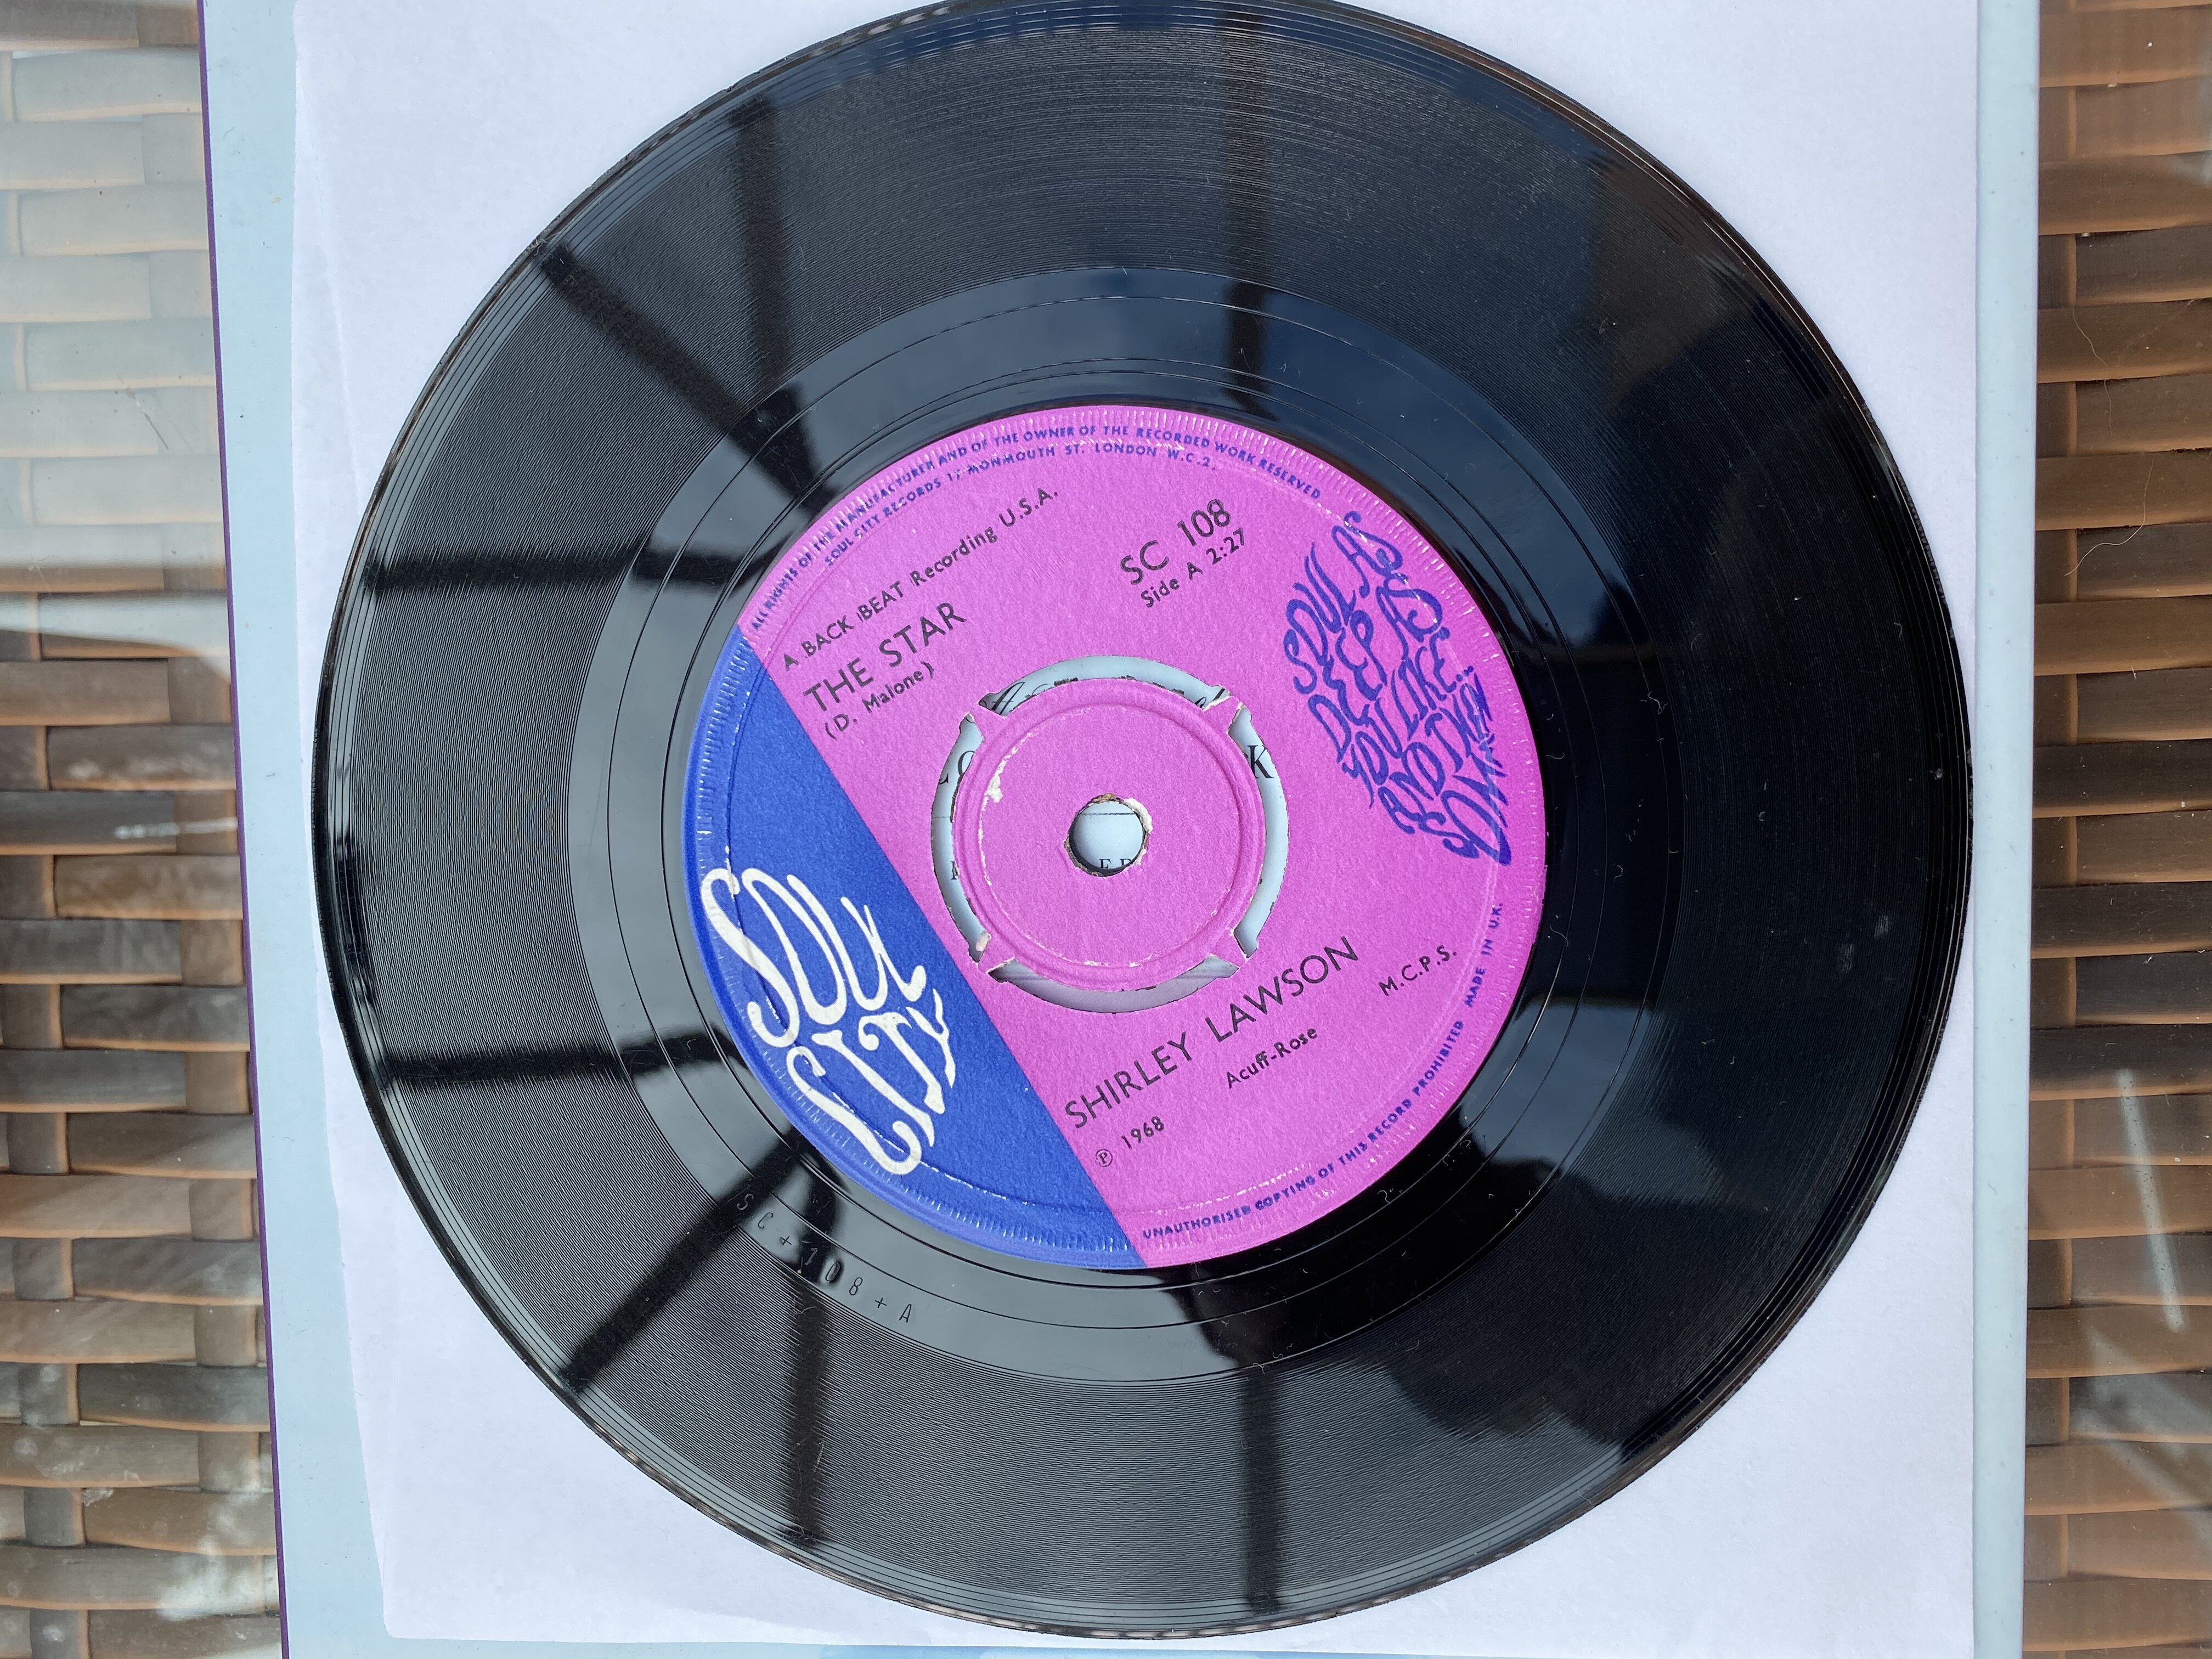 ALL RIGHTS OF THE MANUFACTURER AND OF THE OWNER OF THE RECORDED WORK RESERVED
SOUL CITY RECORDS 17 MONMOUTH ST. LONDON W.C.2.
A BACK BEAT Recording U.S.A.
THE STAR
(D. Malone)
SC 108
Side A 2:27
SOUL AS
DEEP AS
YOU LIKE...
AND THEN
SOME
SOUL
CITY
SHIRLEY LAWSON
Acuff-Rose
℗ 1968
M.C.P.S.
UNAUTHORISED COPYING OF THIS RECORD PROHIBITED MADE IN U.K.
SC+108+A